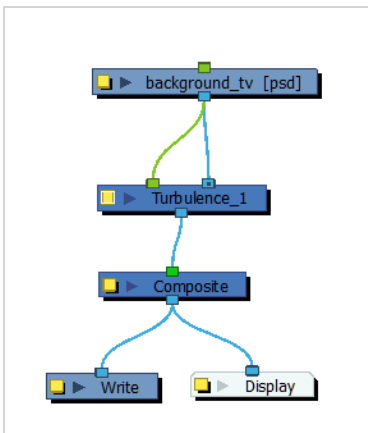 background_tv [psd]
Turbulence_1
Composite
Write
Display